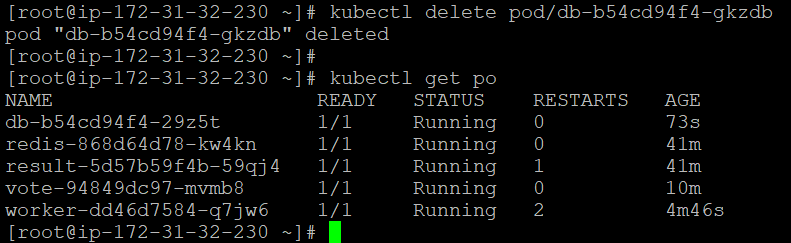 [root@ip-172-31-32-230 ~]# kubectl delete pod/db-b54cd94f4-gkzdb
pod "db-b54cd94f4-gkzdb" deleted
[root@ip-172-31-32-230 ~]#
[root@ip-172-31-32-230 ~]# kubectl get po
NAME READY STATUS RESTARTS AGE
db-b54cd94f4-29z5t 1/1 Running 0 73s
redis-868d64d78-kw4kn 1/1 Running 0 41m
result-5d57b59f4b-59qj4 1/1 Running 1 41m
vote-94849dc97-mvmb8 1/1 Running 0 10m
worker-dd46d7584-q7jw6 1/1 Running 2 4m46s
[root@ip-172-31-32-230 ~]#